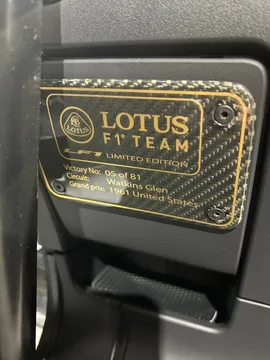 LOTUS
LOTUS
F1 TEAM
LFT LIMITED EDITION
Victory No: 05 of 81
Circuit: Watkins Glen
Grand prix: 1961 United States